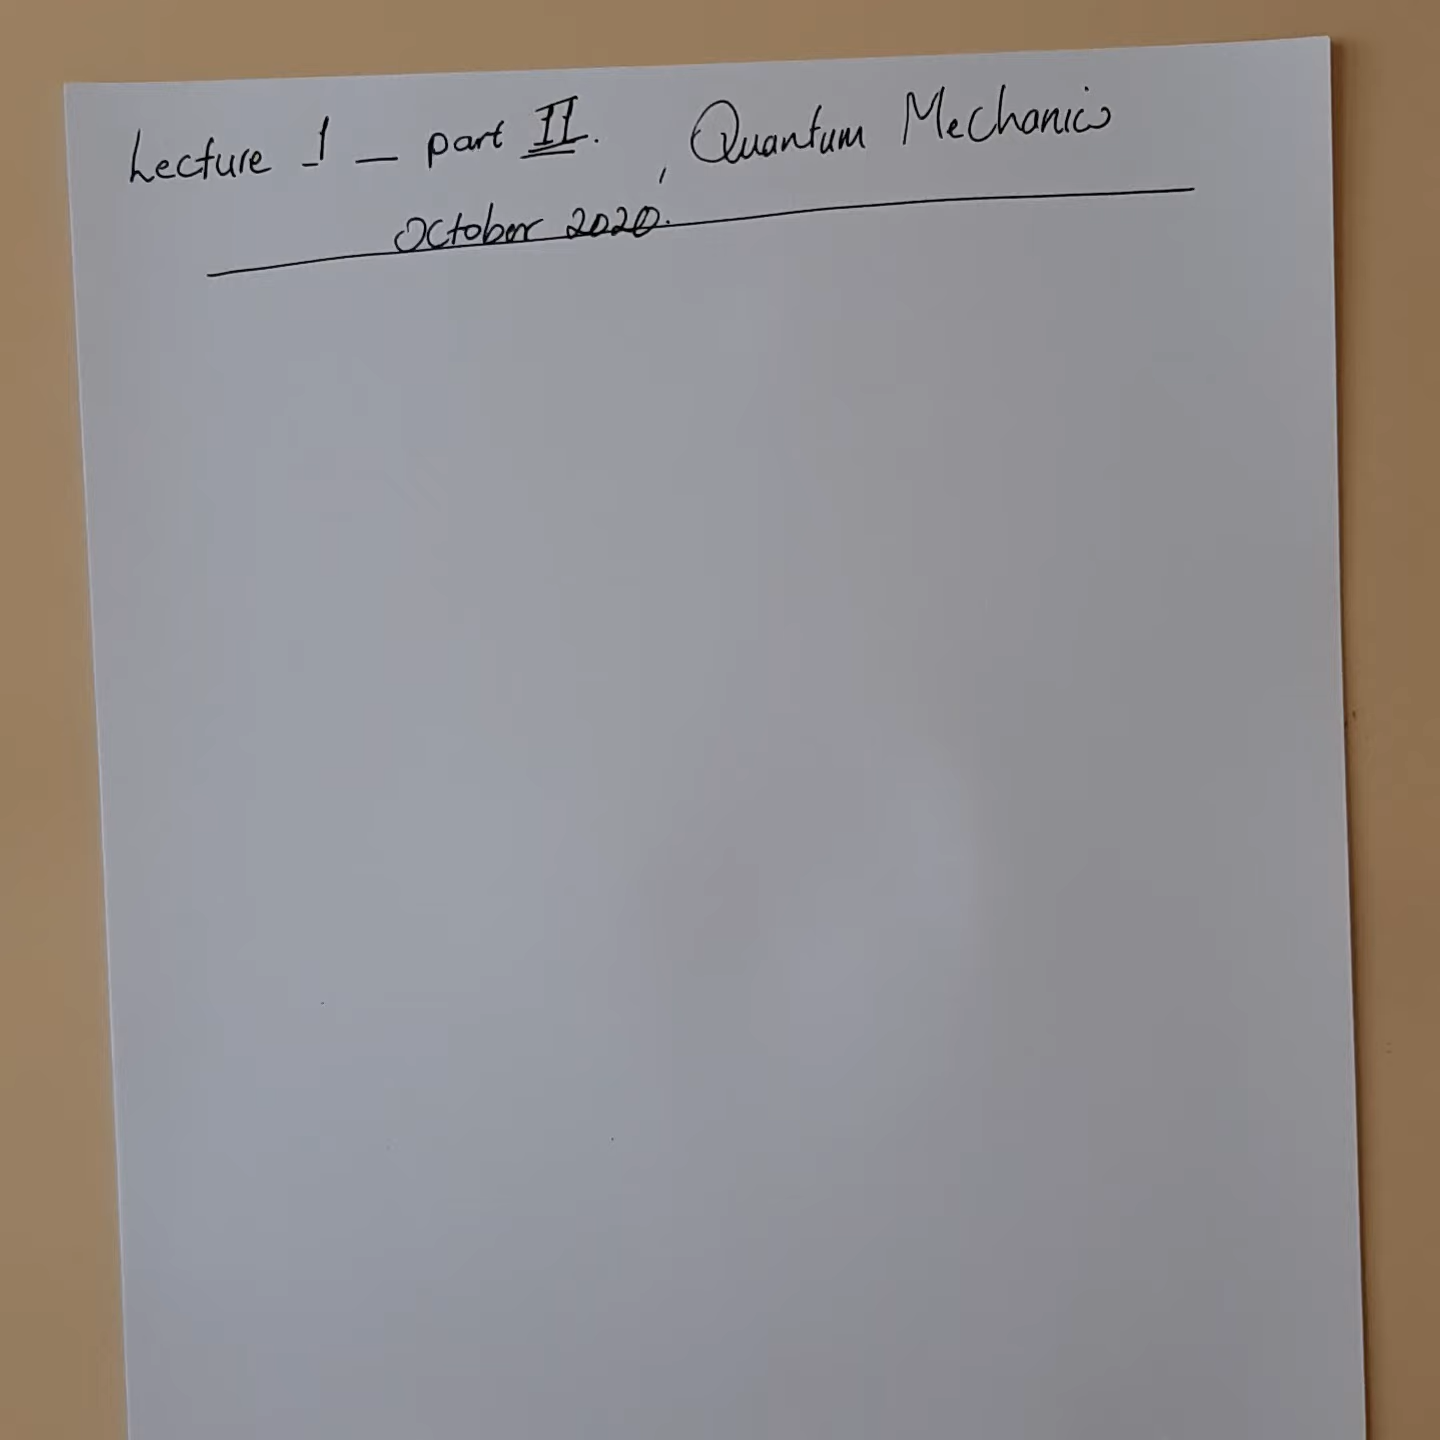 Lecture 1 – part II. , Quantum Mechanics
October 2020.